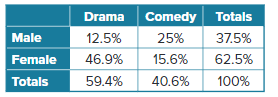 Drama Comedy Totals
Male 12.5% 25% 37.5%
Female 46.9% 15.6% 62.5%
Totals 59.4% 40.6% 100%